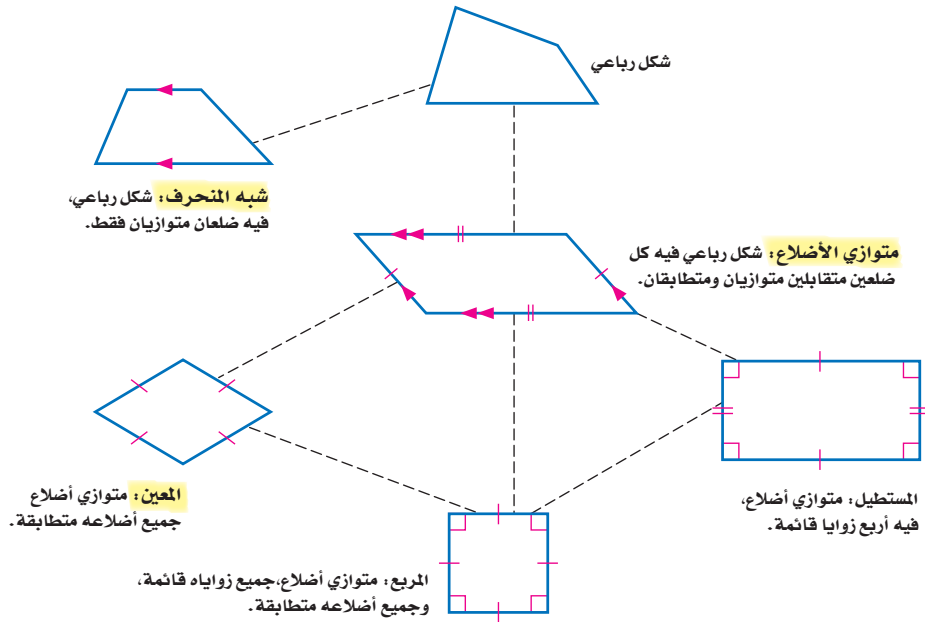 شكل رباعي
شبه المنحرف: شكل رباعي،
فيه ضلعان متوازيان فقط.
متوازي الأضلاع: شكل رباعي فيه كل
ضلعين متقابلين متوازيان ومتطابقان.
المعين: متوازي أضلاع
جميع أضلاعه متطابقة.
المستطيل: متوازي أضلاع،
فيه أربع زوايا قائمة.
المربع: متوازي أضلاع،جميع زواياه قائمة،
وجميع أضلاعه متطابقة.